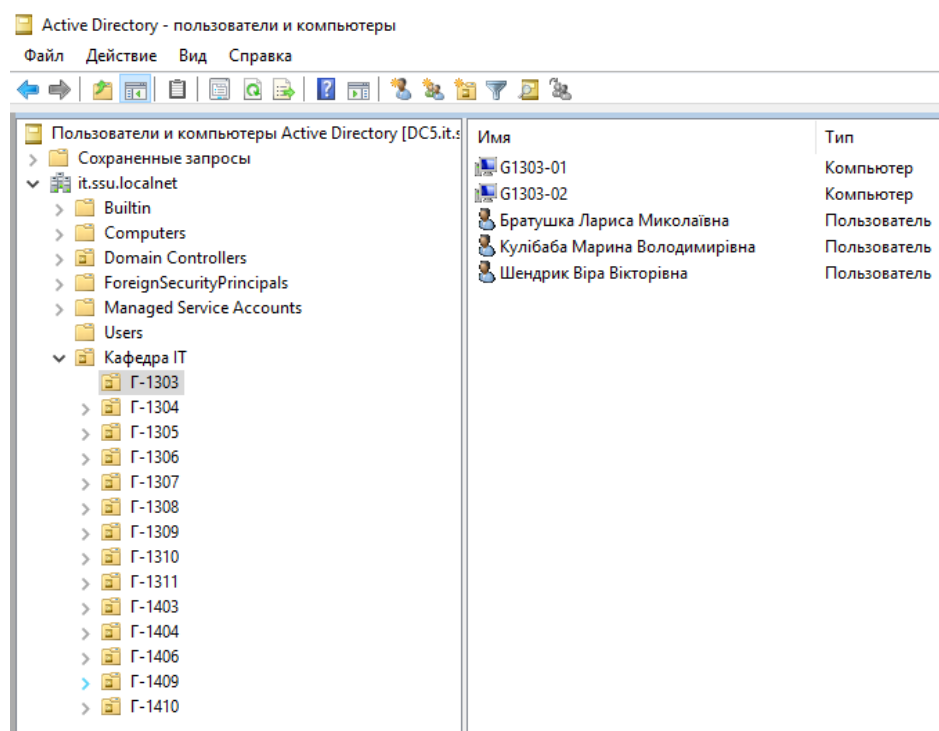 Active Directory - пользователи и компьютеры
Файл Действие Вид Справка
Пользователи и компьютеры Active Directory [DC5.it.s
Сохраненные запросы
it.ssu.localnet
Builtin
Computers
Domain Controllers
ForeignSecurityPrincipals
Managed Service Accounts
Users
Кафедра ІТ
Г-1303
Г-1304
Г-1305
Г-1306
Г-1307
Г-1308
Г-1309
Г-1310
Г-1311
Г-1403
Г-1404
Г-1406
Г-1409
Г-1410
Имя Тип
G1303-01 Компьютер
G1303-02 Компьютер
Братушка Лариса Миколаївна Пользователь
Кулібаба Марина Володимирівна Пользователь
Шендрик Віра Вікторівна Пользователь